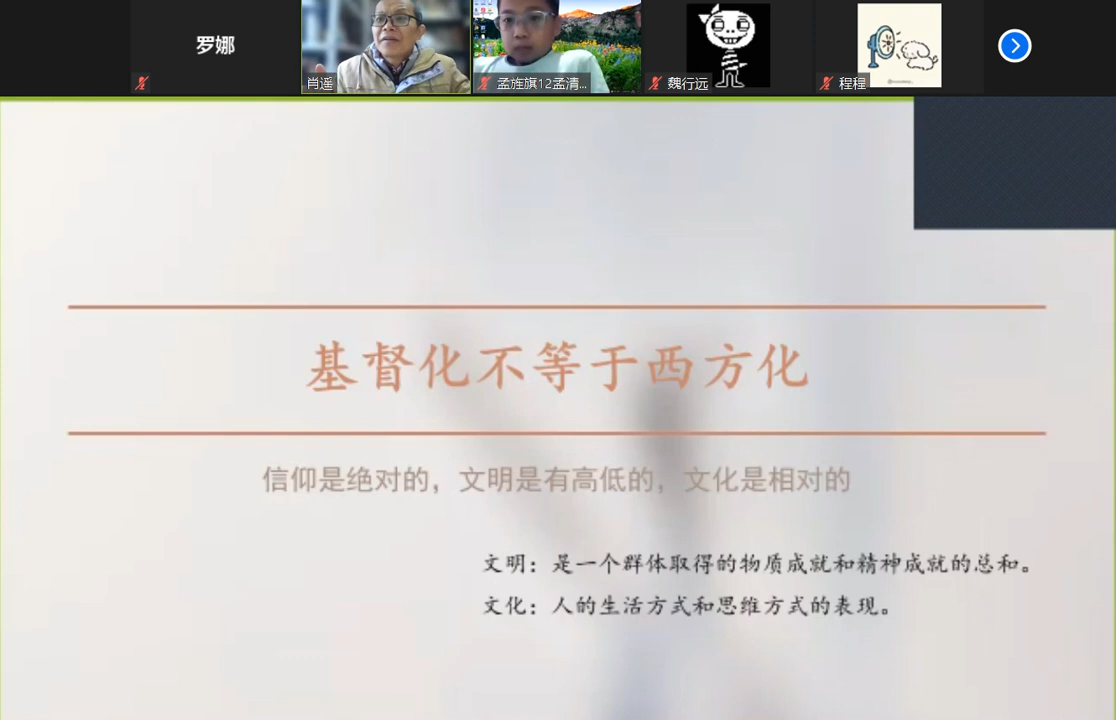 罗娜
肖遥
孟旌旗12孟清...
魏行远
程程
基督化不等于西方化
信仰是绝对的，文明是有高低的，文化是相对的
文明：是一个群体取得的物质成就和精神成就的总和。
文化：人的生活方式和思维方式的表现。